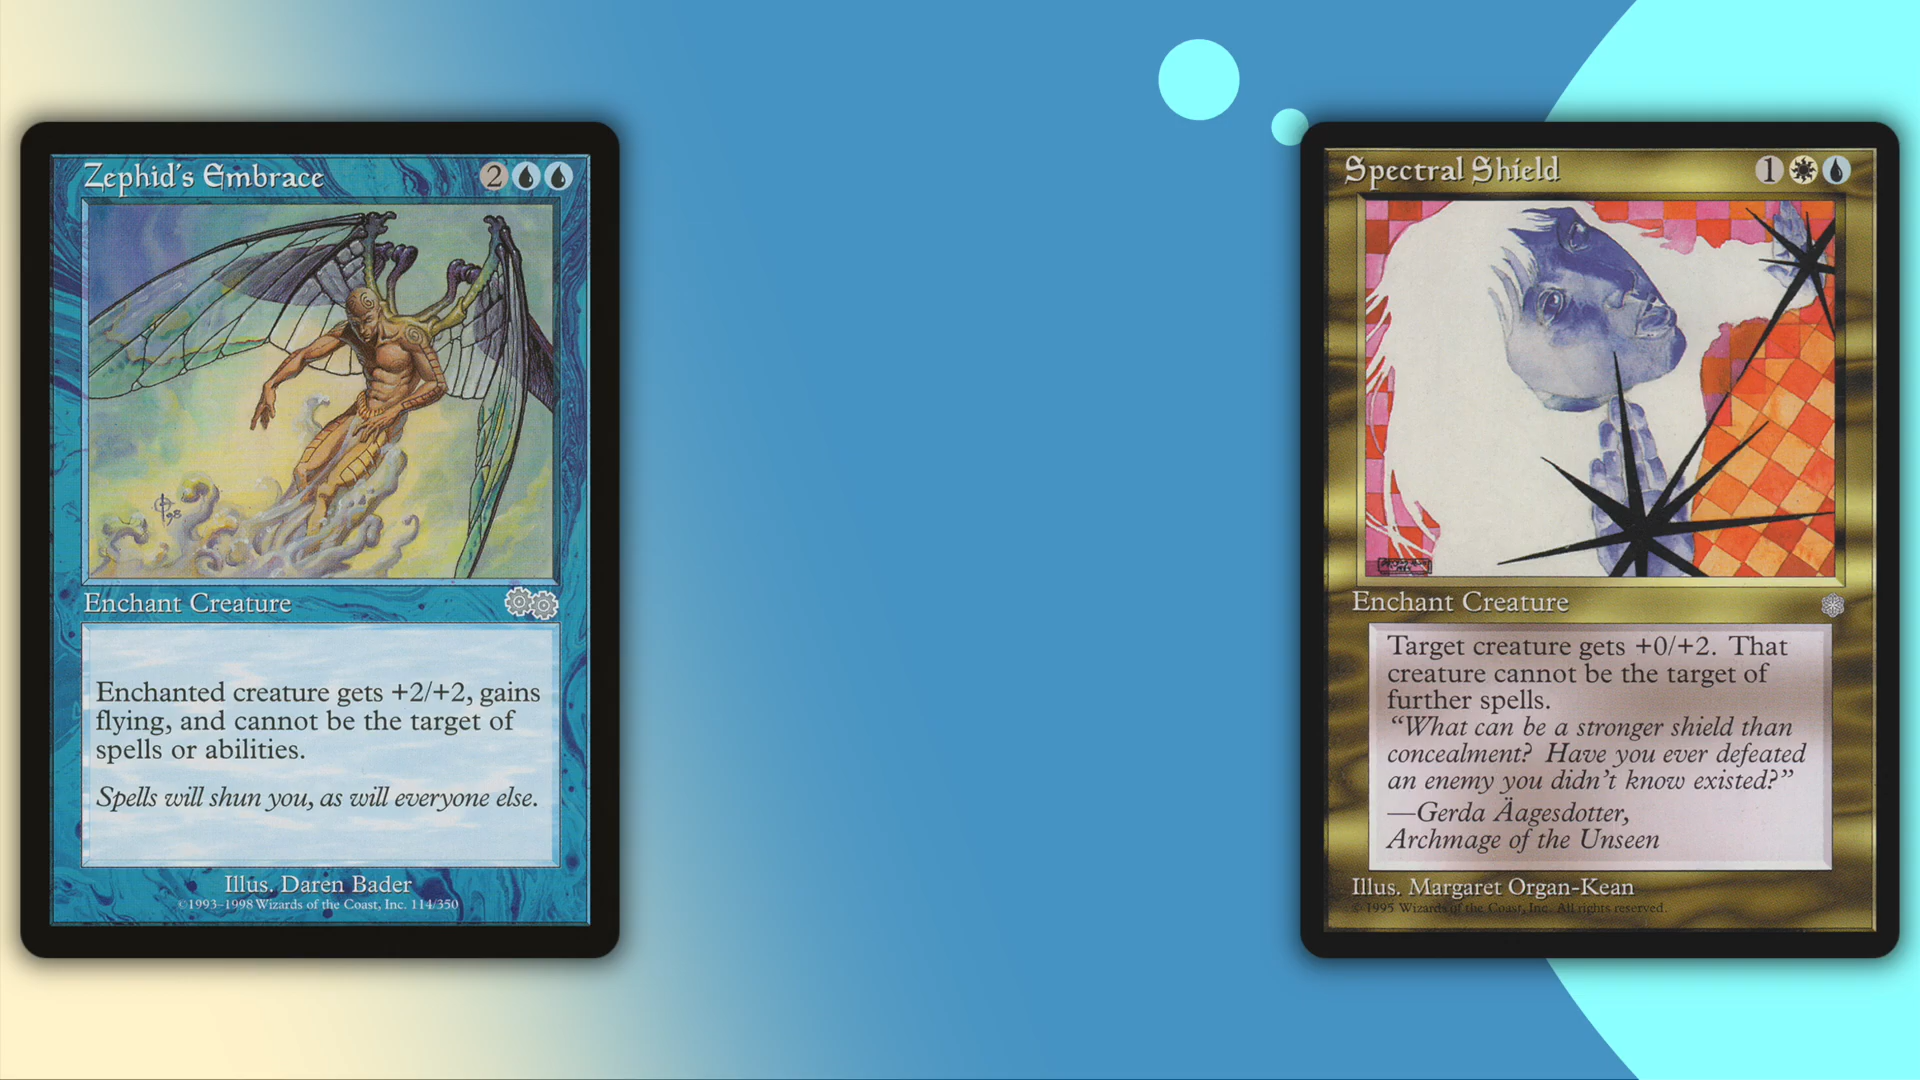 Zephid's Embrace
2
Enchant Creature
Enchanted creature gets +2/+2, gains
flying, and cannot be the target of
spells or abilities.
Spells will shun you, as will everyone else.
Illus. Daren Bader
©1993–1998 Wizards of the Coast, Inc. 114/350
Spectral Shield
1
Enchant Creature
Target creature gets +0/+2. That
creature cannot be the target of
further spells.
“What can be a stronger shield than
concealment? Have you ever defeated
an enemy you didn’t know existed?”
—Gerda Äagesdotter,
Archmage of the Unseen
Illus. Margaret Organ-Kean
© 1995 Wizards of the Coast, Inc. All rights reserved.